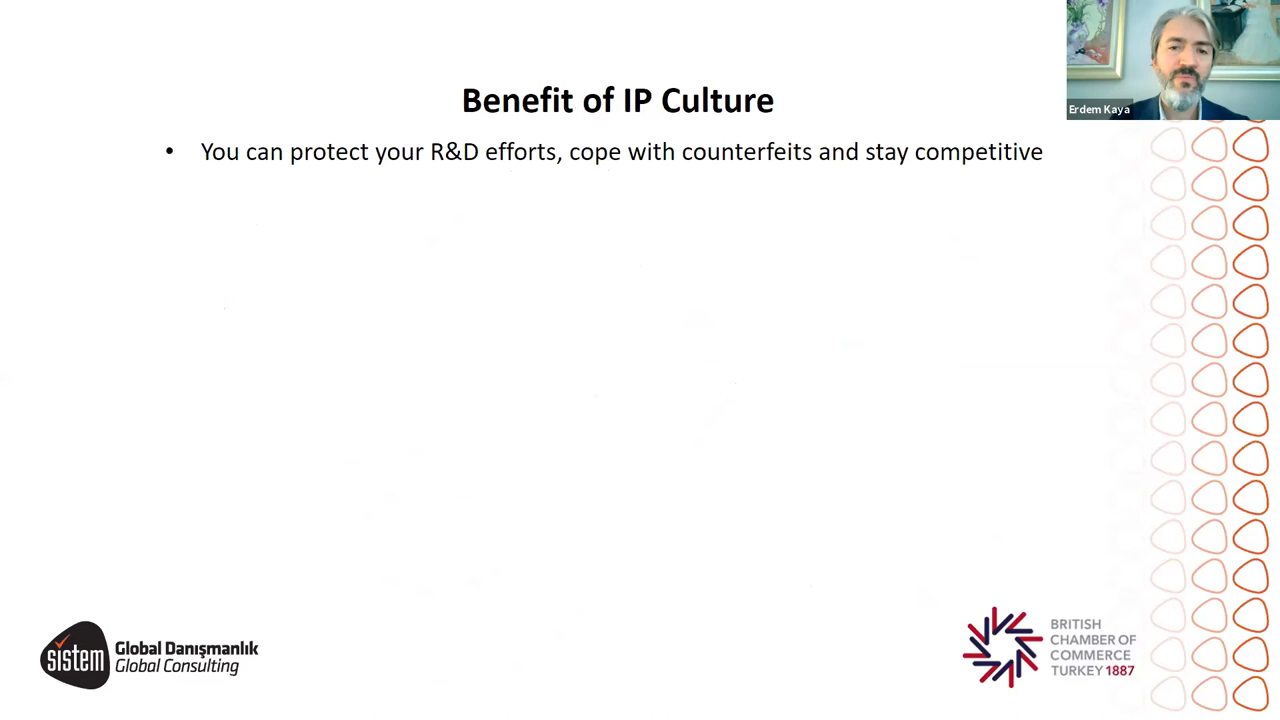 Benefit of IP Culture
• You can protect your R&D efforts, cope with counterfeits and stay competitive
Erdem Kaya
sistem
Global Danışmanlık
Global Consulting
BRITISH
CHAMBER OF
COMMERCE
TURKEY 1887